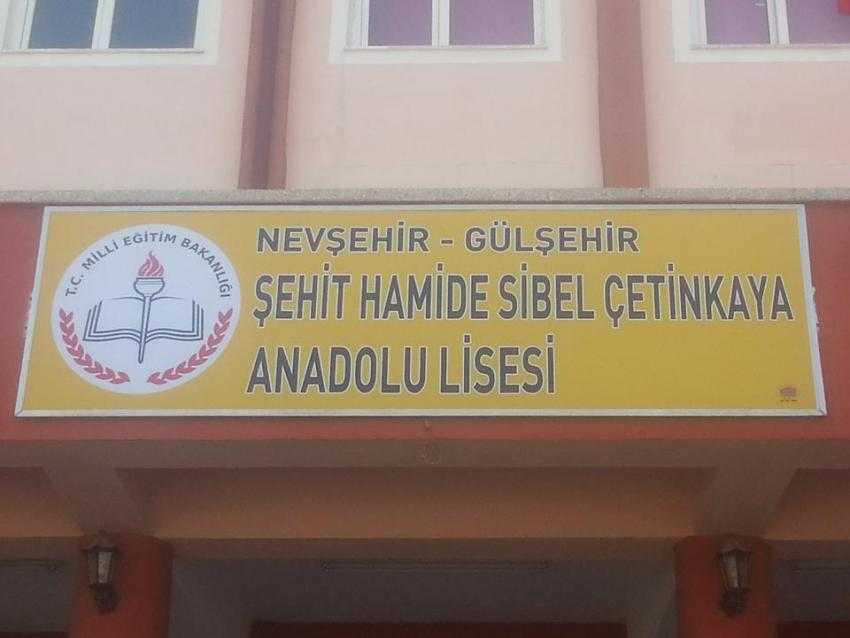 T.C. MİLLİ EĞİTİM BAKANLIĞI
NEVŞEHİR - GÜLŞEHİR
ŞEHİT HAMİDE SİBEL ÇETİNKAYA
ANADOLU LİSESİ